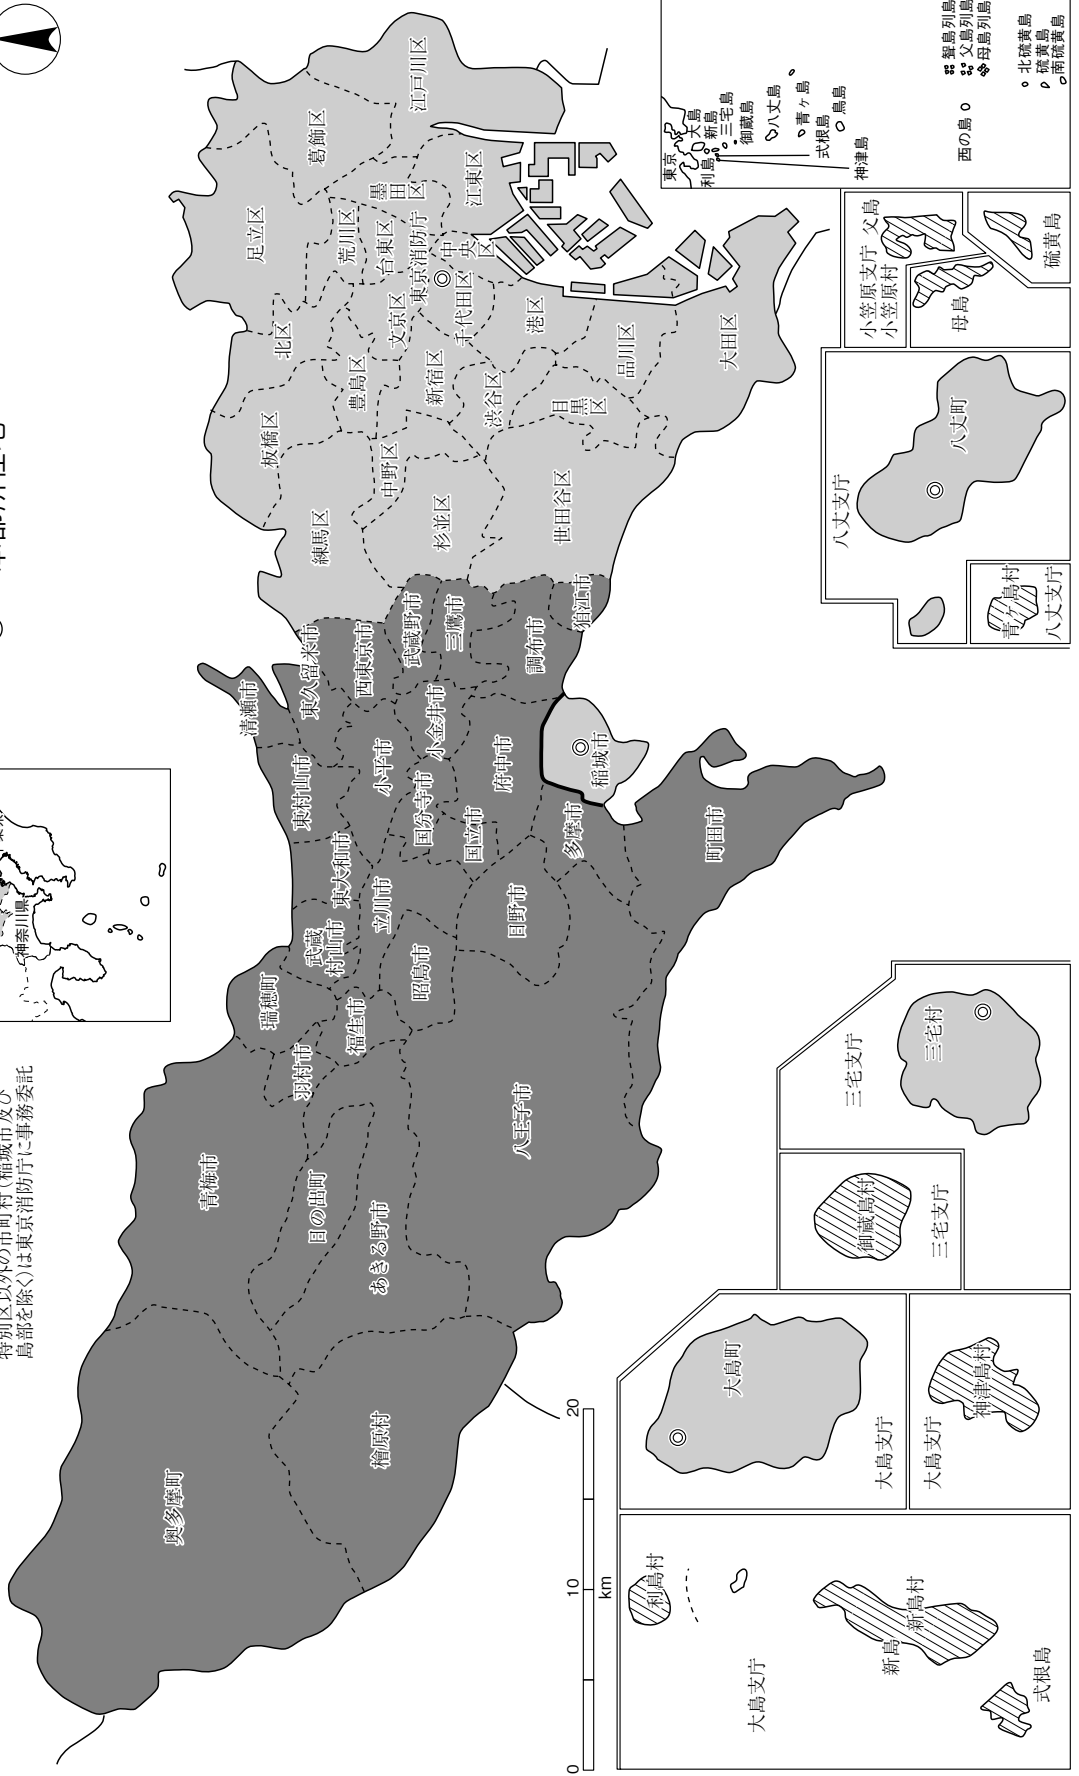 特別区以外の市町村(稲城市及び
島部を除く)は東京消防庁に事務委託
神奈川県
奥多摩町
檜原村
青梅市
日の出町
あきる野市
八王子市
瑞穂町
羽村市
福生市
武蔵
村山市
昭島市
立川市
東大和市
日野市
東村山市
小平市
国分寺市
国立市
多摩市
町田市
清瀬市
東久留米市
西東京市
小金井市
府中市
稲城市
武蔵野市
三鷹市
調布市
狛江市
練馬区
板橋区
中野区
杉並区
世田谷区
北区
豊島区
新宿区
渋谷区
目黒区
足立区
荒川区
文京区
台東区
東京消防庁
千代田区
中央区
港区
品川区
大田区
葛飾区
墨田区
江東区
江戸川区
0
10
20
km
利島村
大島支庁
新島
新島村
式根島
大島町
大島支庁
神津島村
大島支庁
御蔵島村
三宅支庁
三宅支庁
三宅村
八丈支庁
八丈町
青ヶ島村
八丈支庁
小笠原支庁
小笠原村
父島
母島
硫黄島
東京
大島
利島
新島
三宅島
御蔵島
八丈島
青ヶ島
式根島
神津島
鳥島
聟島列島
父島列島
母島列島
西の島
北硫黄島
硫黄島
南硫黄島